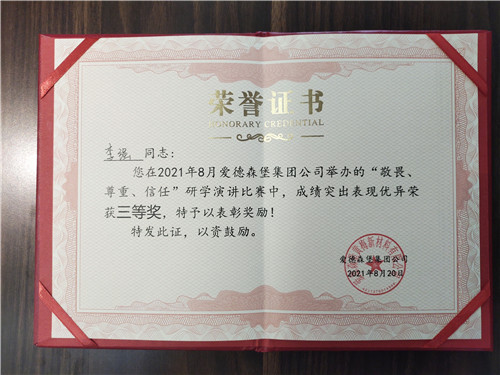 荣誉证书
HONORARY CREDENTIAL
李强 同志：
您在2021年8月爱德森堡集团公司举办的“敬畏、
尊重、信任”研学演讲比赛中，成绩突出表现优异荣
获三等奖，特予以表彰奖励！
特发此证，以资鼓励。
爱德森堡集团公司
2021年8月20日